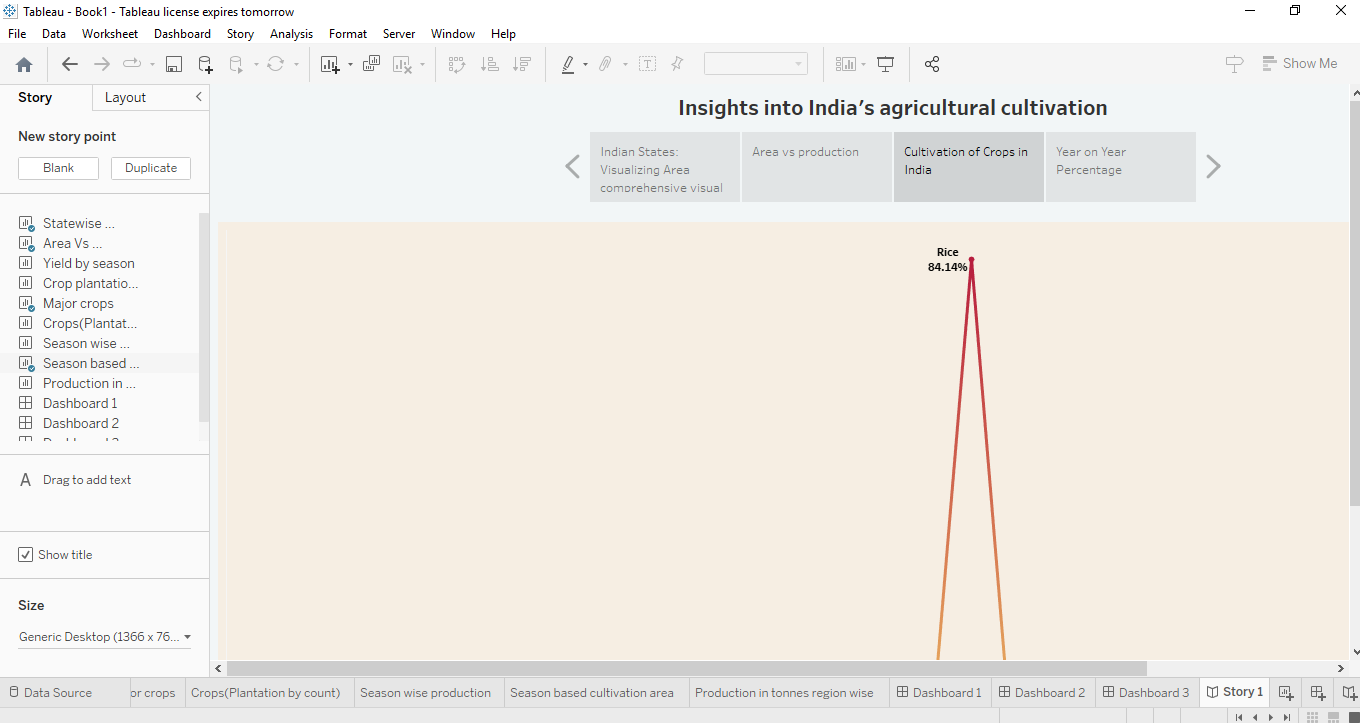 Tableau - Book1 - Tableau license expires tomorrow
File Data Worksheet Dashboard Story Analysis Format Server Window Help
Show Me
Story Layout
New story point
Blank Duplicate
Statewise ...
Area Vs ...
Yield by season
Crop plantatio...
Major crops
Crops(Plantat...
Season wise ...
Season based ...
Production in ...
Dashboard 1
Dashboard 2
A Drag to add text
Show title
Size
Generic Desktop (1366 x 76...
Insights into India's agricultural cultivation
Indian States:
Visualizing Area
comprehensive visual
Area vs production
Cultivation of Crops in
India
Year on Year
Percentage
Rice
84.14%
Data Source or crops Crops(Plantation by count) Season wise production Season based cultivation area Production in tonnes region wise Dashboard 1 Dashboard 2 Dashboard 3 Story 1